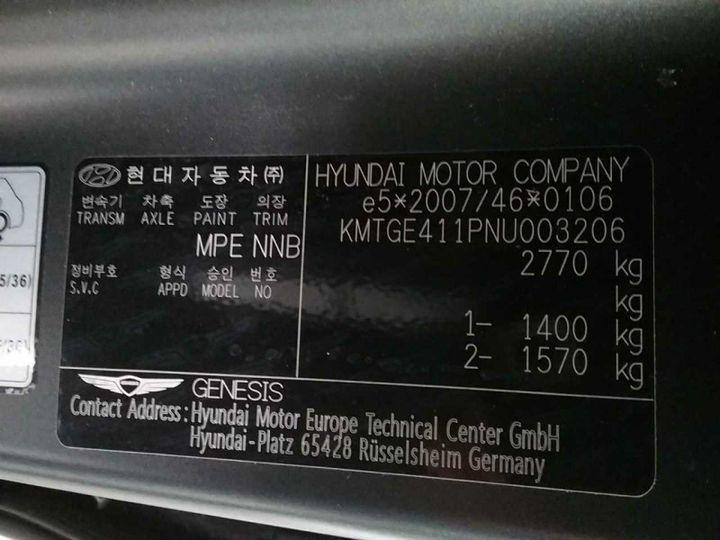 현대자동차(주)
변속기 차축 도장 의장
TRANSM AXLE PAINT TRIM
MPE NNB
정비부호 형식 승인 번호
S.V.C APPD MODEL NO
HYUNDAI MOTOR COMPANY
e5*2007/46*0106
KMTGE411PNU003206
2770 kg
kg
1- 1400 kg
2- 1570 kg
GENESIS
Contact Address : Hyundai Motor Europe Technical Center GmbH
Hyundai-Platz 65428 Rüsselsheim Germany
5/36)